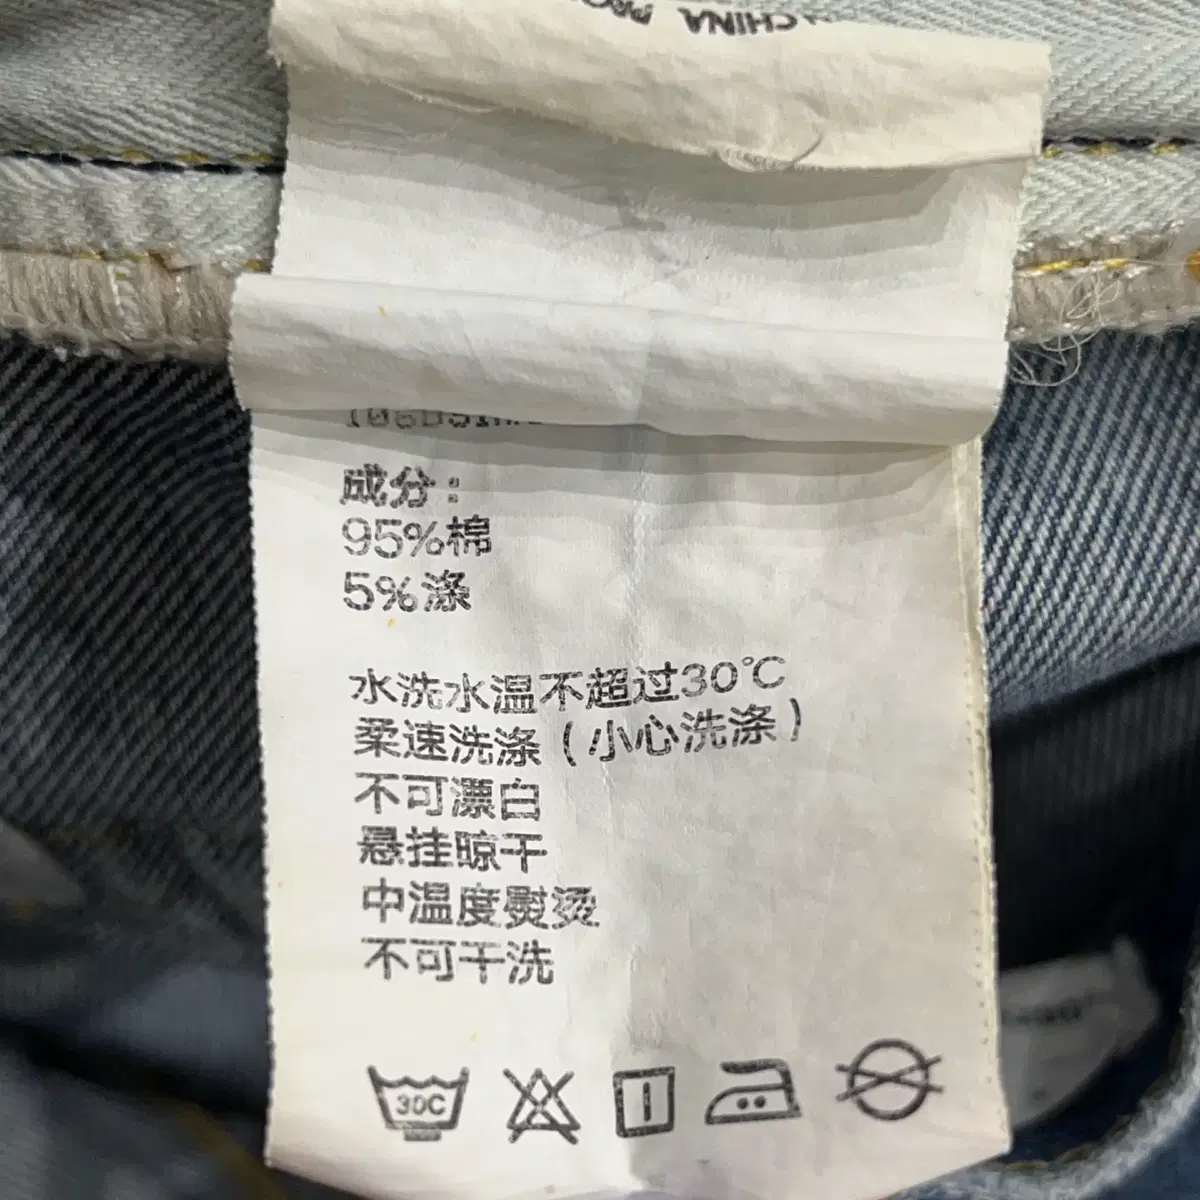 CHINA PRO
成分:
95%棉
5%涤
水洗水温不超过30℃
柔速洗涤(小心洗涤)
不可漂白
悬挂晾干
中温度熨烫
不可干洗
30C